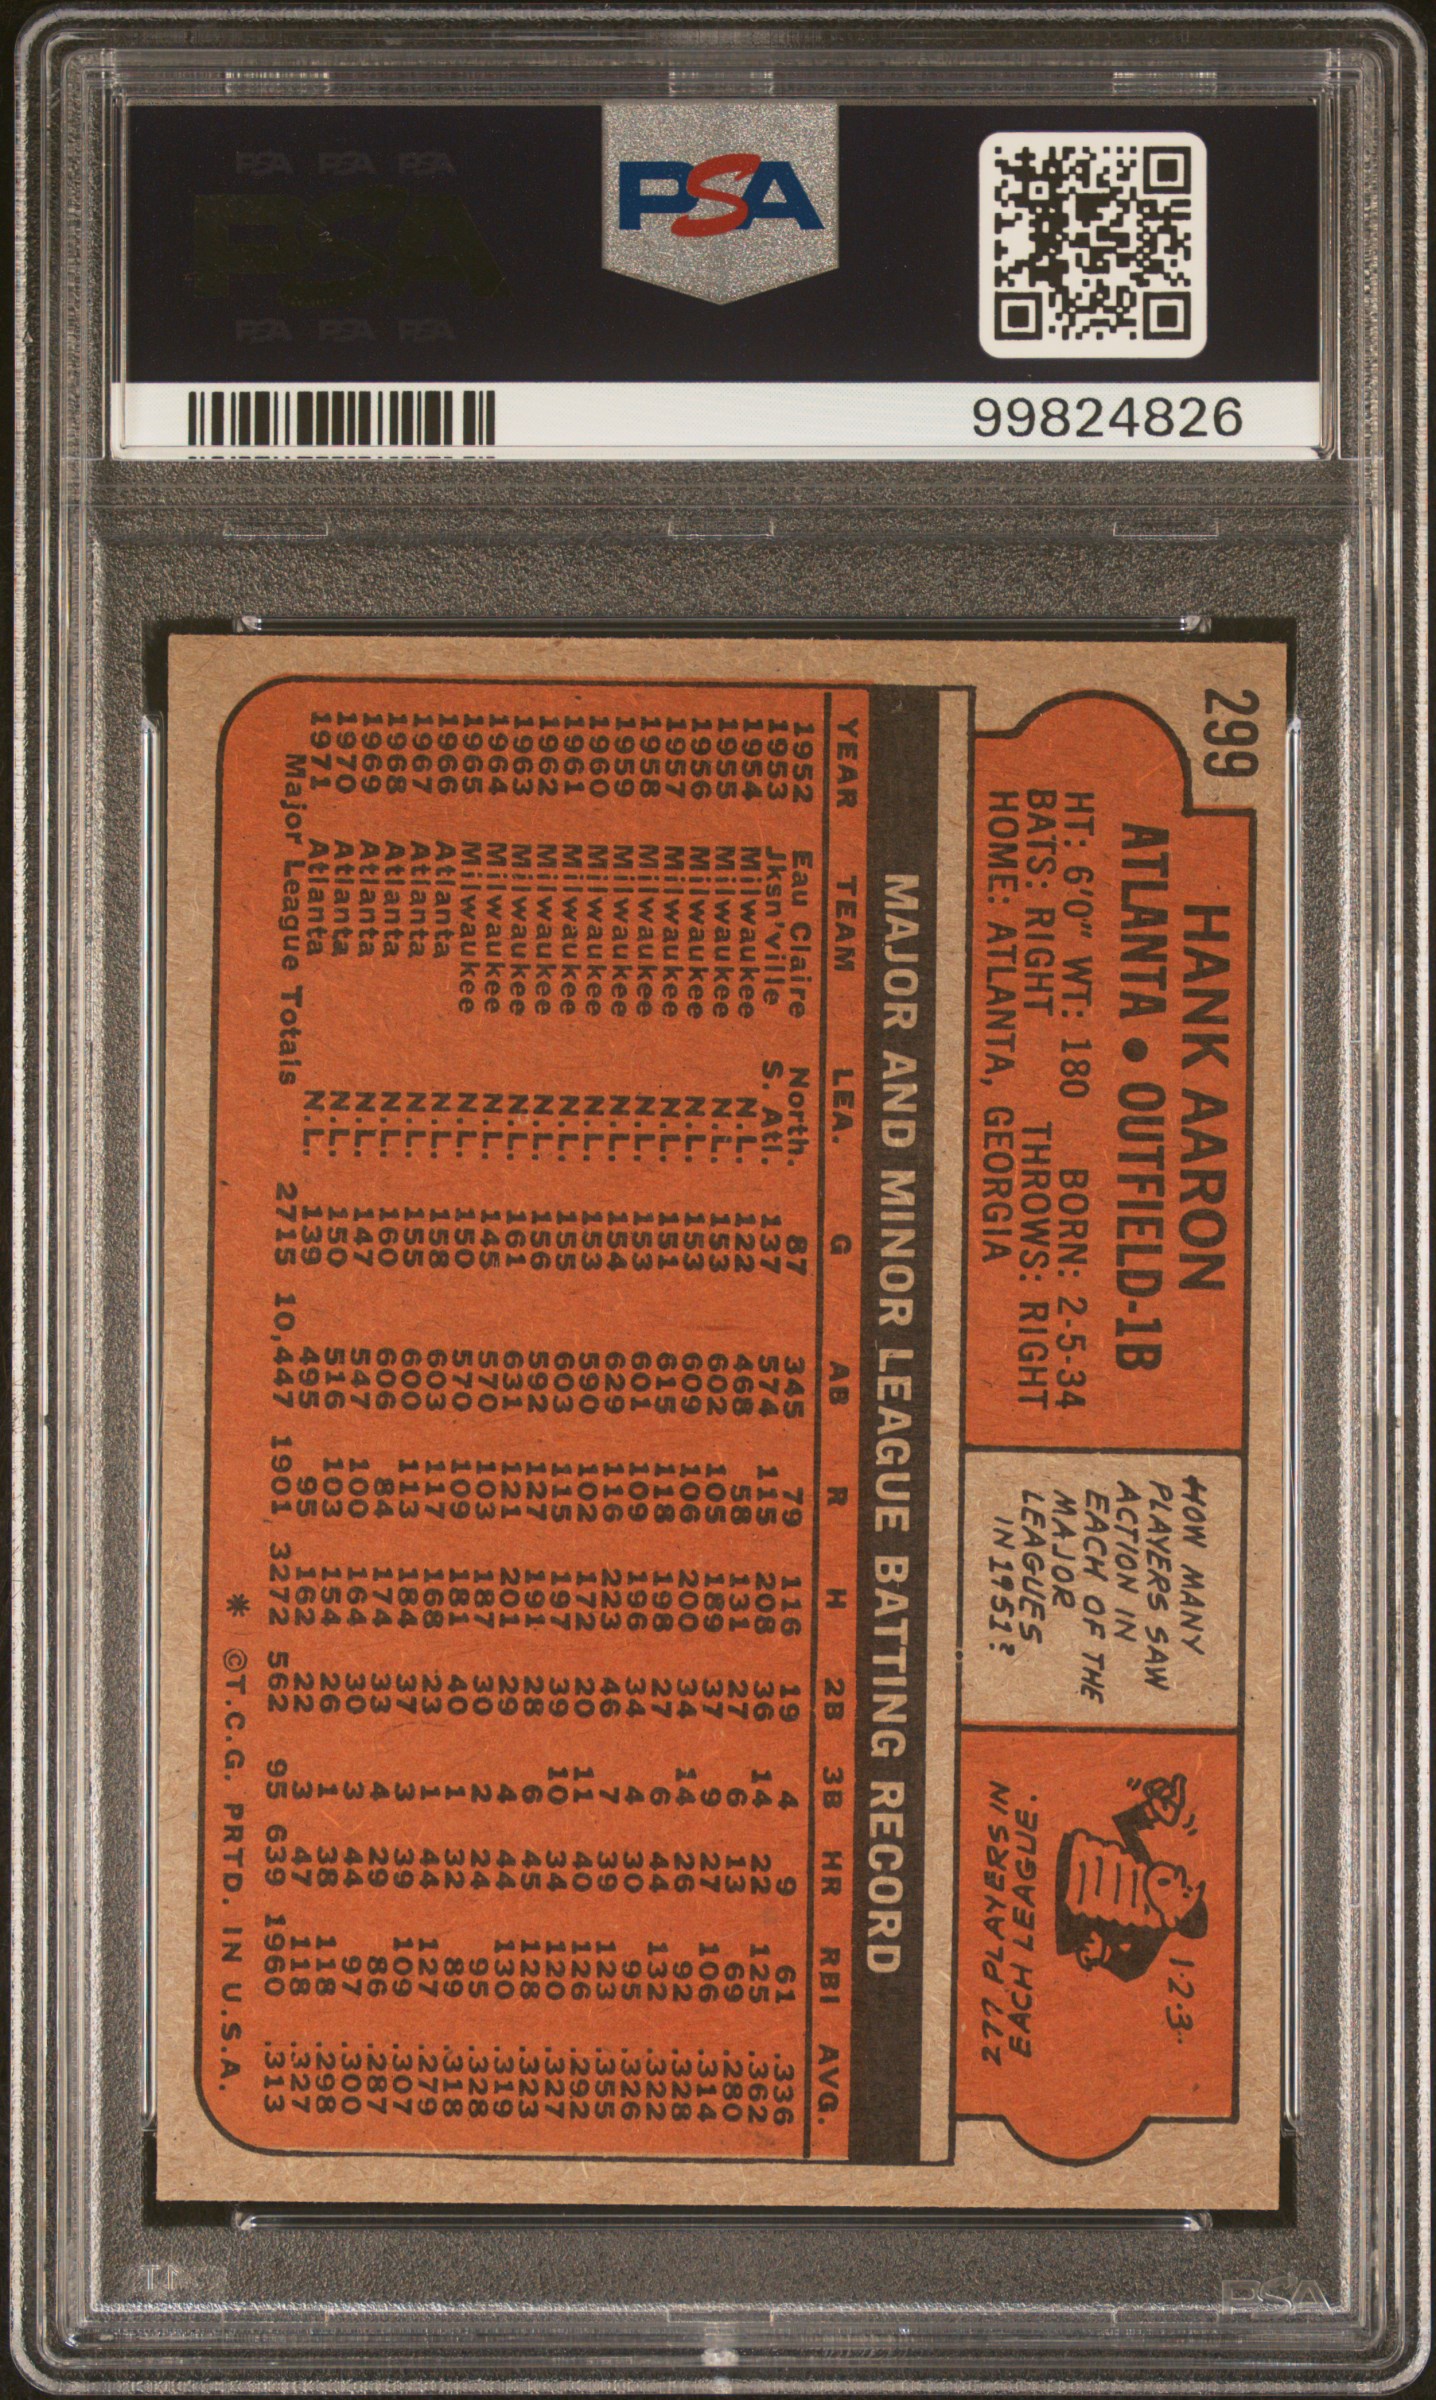 PSA PSA PSA
PSA
PSA PSA PSA
PSA
99824826
299
HANK AARON
ATLANTA • OUTFIELD-1B
HT: 6'0" WT: 180 BORN: 2-5-34
BATS: RIGHT THROWS: RIGHT
HOME: ATLANTA, GEORGIA
HOW MANY
PLAYERS SAW
ACTION IN
EACH OF THE
MAJOR
LEAGUES
IN 1951?
1-2-3-
277 PLAYERS IN
EACH LEAGUE.
MAJOR AND MINOR LEAGUE BATTING RECORD
YEAR TEAM LEA. G AB R H 2B 3B HR RBI AVG.
1952 Eau Claire North. 87 345 79 116 19 4 9 61 .336
1953 Jksn'ville S. Atl. 137 574 115 208 36 14 22 125 .362
1954 Milwaukee N.L. 122 468 58 131 27 6 13 69 .280
1955 Milwaukee N.L. 153 602 105 189 37 9 27 106 .314
1956 Milwaukee N.L. 153 609 106 200 34 14 26 92 .328
1957 Milwaukee N.L. 151 615 118 198 27 6 44 132 .322
1958 Milwaukee N.L. 153 601 109 196 34 4 30 95 .326
1959 Milwaukee N.L. 154 629 116 223 46 7 39 123 .355
1960 Milwaukee N.L. 153 590 102 172 20 11 40 126 .292
1961 Milwaukee N.L. 155 603 115 197 39 10 34 120 .327
1962 Milwaukee N.L. 156 592 127 191 28 6 45 128 .323
1963 Milwaukee N.L. 161 631 121 201 29 4 44 130 .319
1964 Milwaukee N.L. 145 570 103 187 30 2 24 95 .328
1965 Milwaukee N.L. 150 570 109 181 40 1 32 89 .318
1966 Atlanta N.L. 158 603 117 168 23 1 44 127 .279
1967 Atlanta N.L. 155 600 113 184 37 3 39 109 .307
1968 Atlanta N.L. 160 606 84 174 33 4 29 86 .287
1969 Atlanta N.L. 147 547 100 164 30 3 44 97 .300
1970 Atlanta N.L. 150 516 103 154 26 1 38 118 .298
1971 Atlanta N.L. 139 495 95 162 22 3 47 118 .327
Major League Totals 2715 10,447 1901 3272 562 95 639 1960 .313
* ©T.C.G. PRTD. IN U.S.A.
PSA